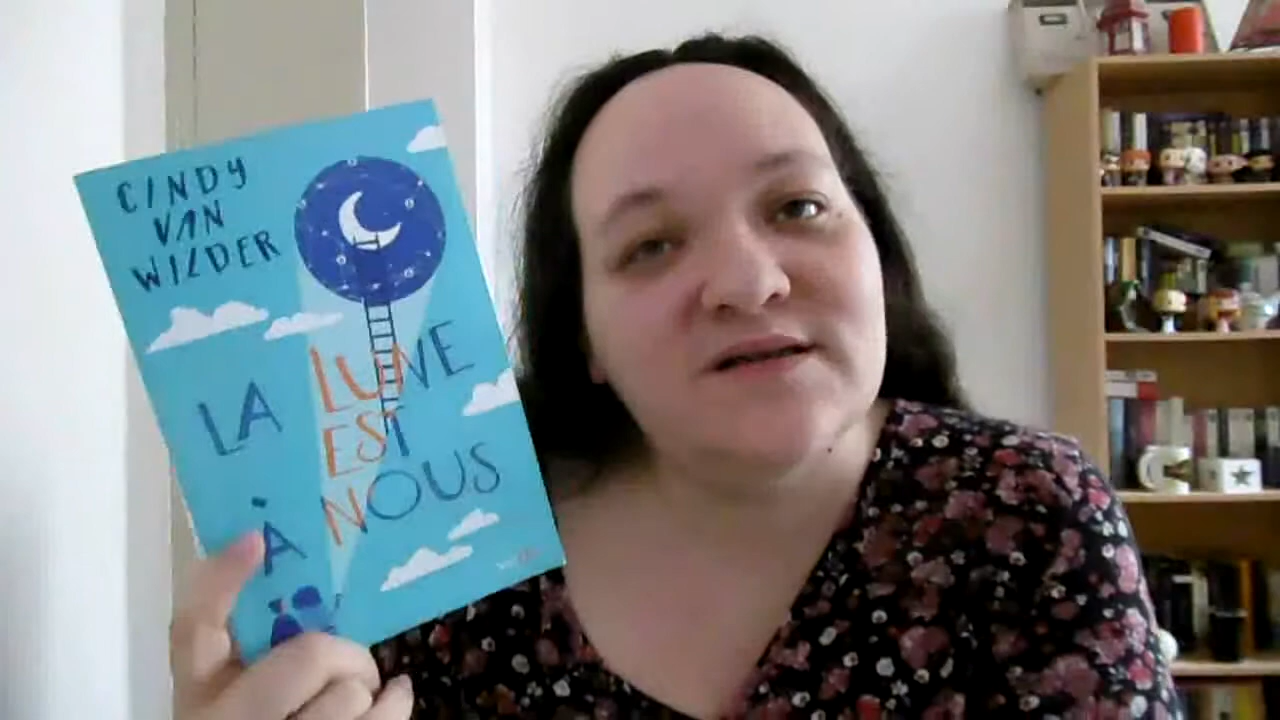 CINDY
VAN
WILDER
LA LUNE
EST
À NOUS